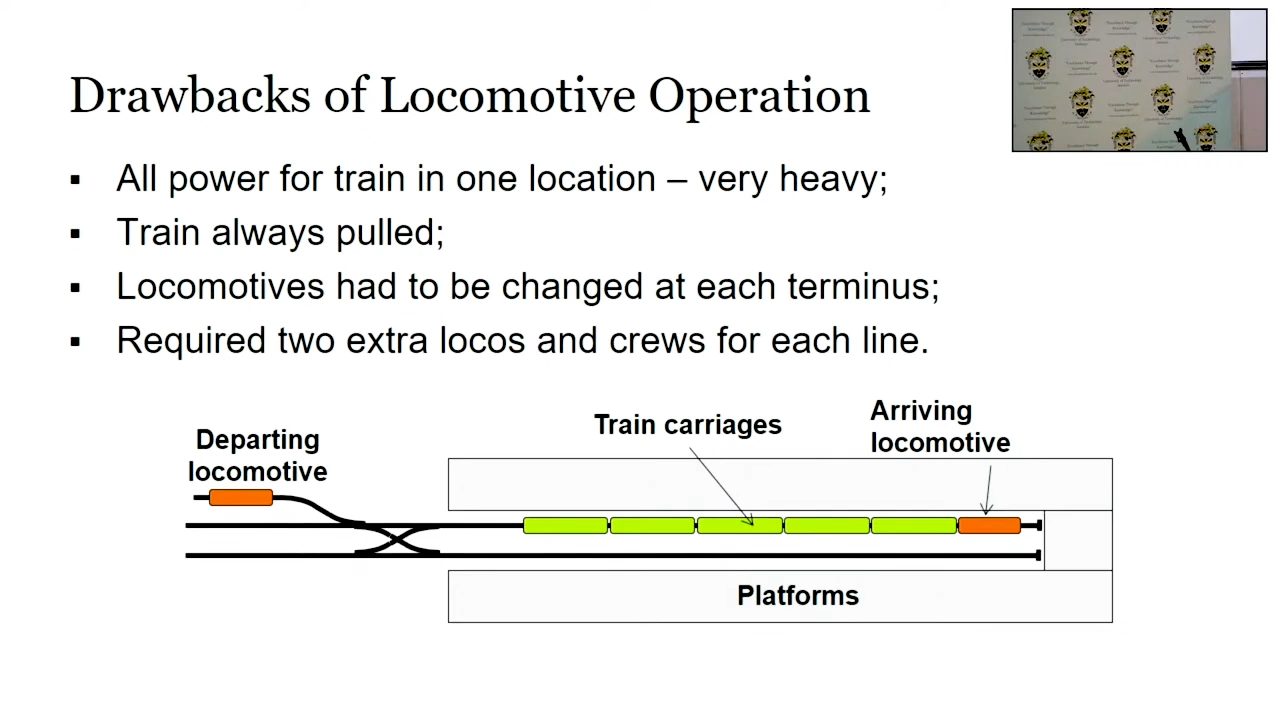 Drawbacks of Locomotive Operation
▪ All power for train in one location – very heavy;
▪ Train always pulled;
▪ Locomotives had to be changed at each terminus;
▪ Required two extra locos and crews for each line.
Departing
locomotive
Train carriages
Arriving
locomotive
Platforms